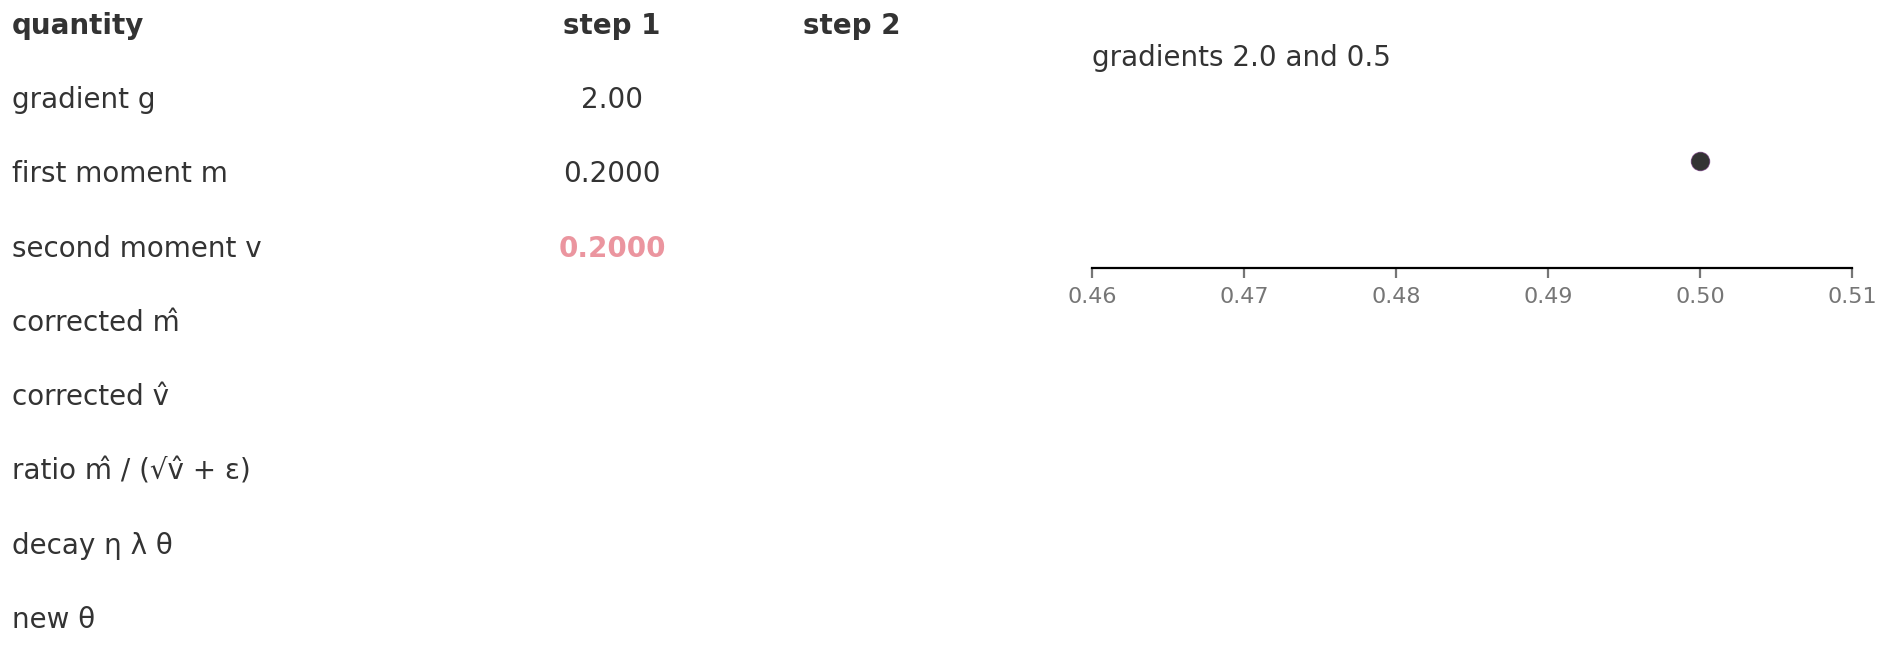 quantity step 1 step 2
gradient g 2.00
first moment m 0.2000
second moment v 0.2000
corrected m̂
corrected v̂
ratio m̂ / (√v̂ + ε)
decay η λ θ
new θ
gradients 2.0 and 0.5
0.46 0.47 0.48 0.49 0.50 0.51